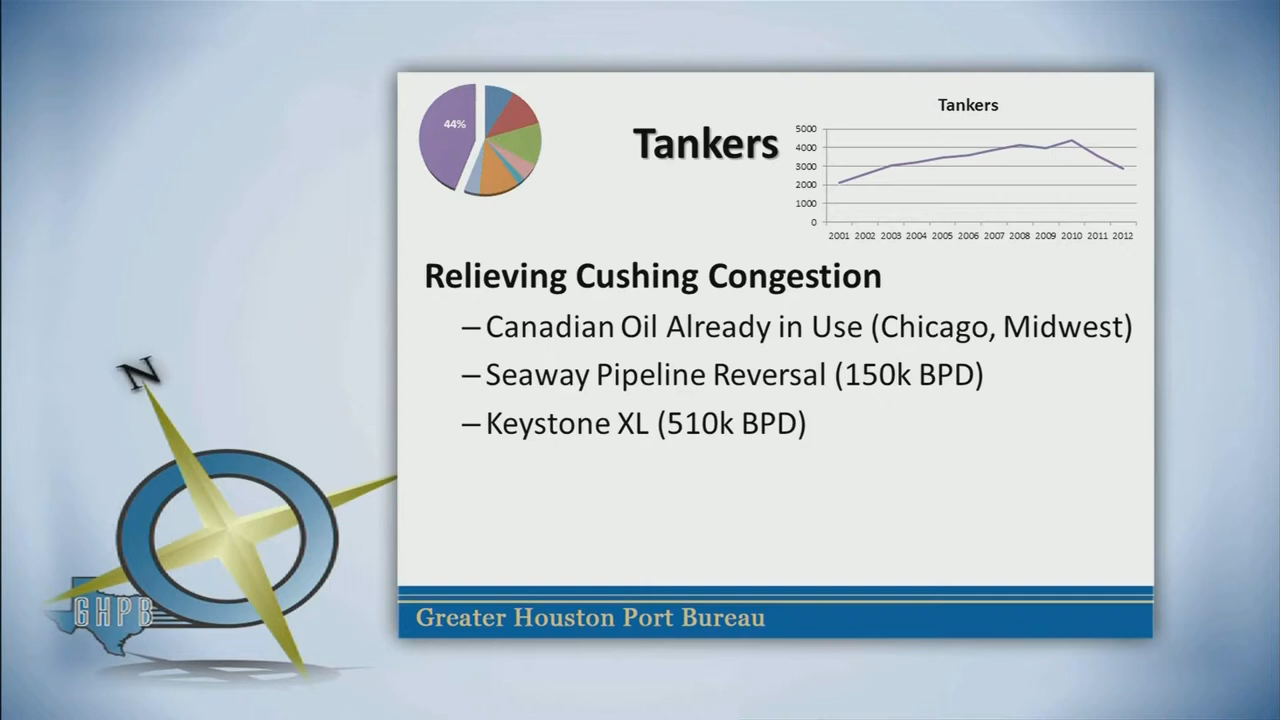 44%
Tankers
Tankers
5000
4000
3000
2000
1000
0
2001 2002 2003 2004 2005 2006 2007 2008 2009 2010 2011 2012
Relieving Cushing Congestion
–Canadian Oil Already in Use (Chicago, Midwest)
–Seaway Pipeline Reversal (150k BPD)
–Keystone XL (510k BPD)
N
GHPB
Greater Houston Port Bureau